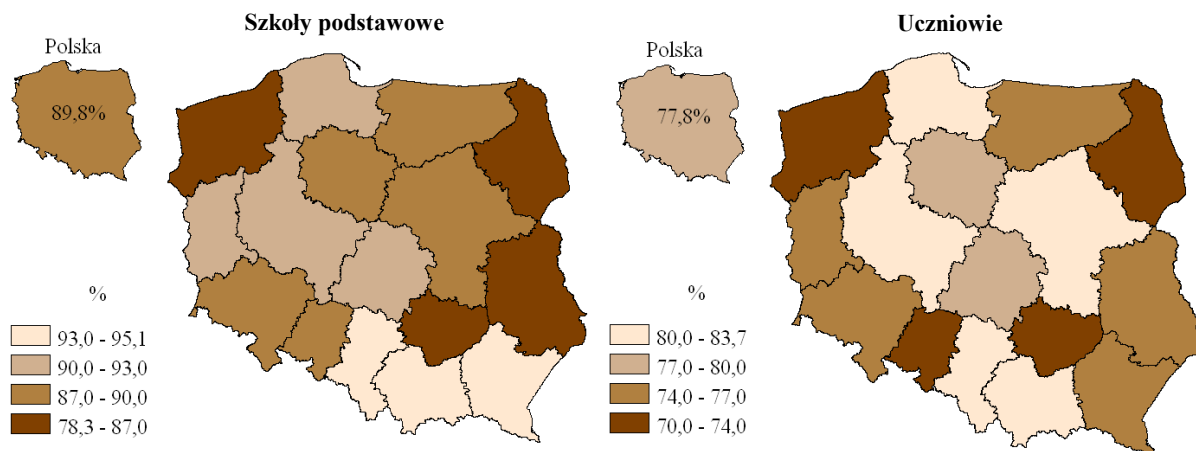 Szkoły podstawowe
Polska
89,8%
%
93,0 - 95,1
90,0 - 93,0
87,0 - 90,0
78,3 - 87,0
Uczniowie
Polska
77,8%
%
80,0 - 83,7
77,0 - 80,0
74,0 - 77,0
70,0 - 74,0